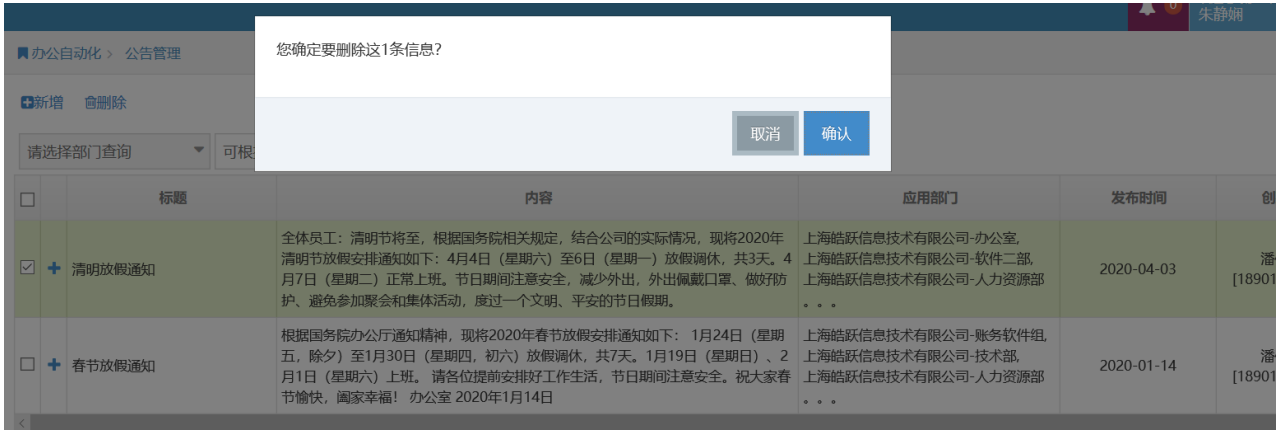 0
朱静娴
您确定要删除这1条信息?
办公自动化 > 公告管理
新增 删除
取消 确认
请选择部门查询 可根
标题 内容 应用部门 发布时间 创
全体员工：清明节将至，根据国务院相关规定，结合公司的实际情况，现将2020年
清明节放假安排通知如下：4月4日（星期六）至6日（星期一）放假调休，共3天。4
月7日（星期二）正常上班。节日期间注意安全，减少外出，外出佩戴口罩、做好防
护、避免参加聚会和集体活动，度过一个文明、平安的节日假期。
上海皓跃信息技术有限公司-办公室,
上海皓跃信息技术有限公司-软件二部,
上海皓跃信息技术有限公司-人力资源部
。。。
清明放假通知
2020-04-03
潘
[18901
根据国务院办公厅通知精神，现将2020年春节放假安排通知如下： 1月24日（星期
五，除夕）至1月30日（星期四，初六）放假调休，共7天。1月19日（星期日）、2
月1日（星期六）上班。 请各位提前安排好工作生活，节日期间注意安全。祝大家春
节愉快，阖家幸福！ 办公室 2020年1月14日
上海皓跃信息技术有限公司-账务软件组,
上海皓跃信息技术有限公司-技术部,
上海皓跃信息技术有限公司-人力资源部
。。。
春节放假通知
2020-01-14
潘
[18901